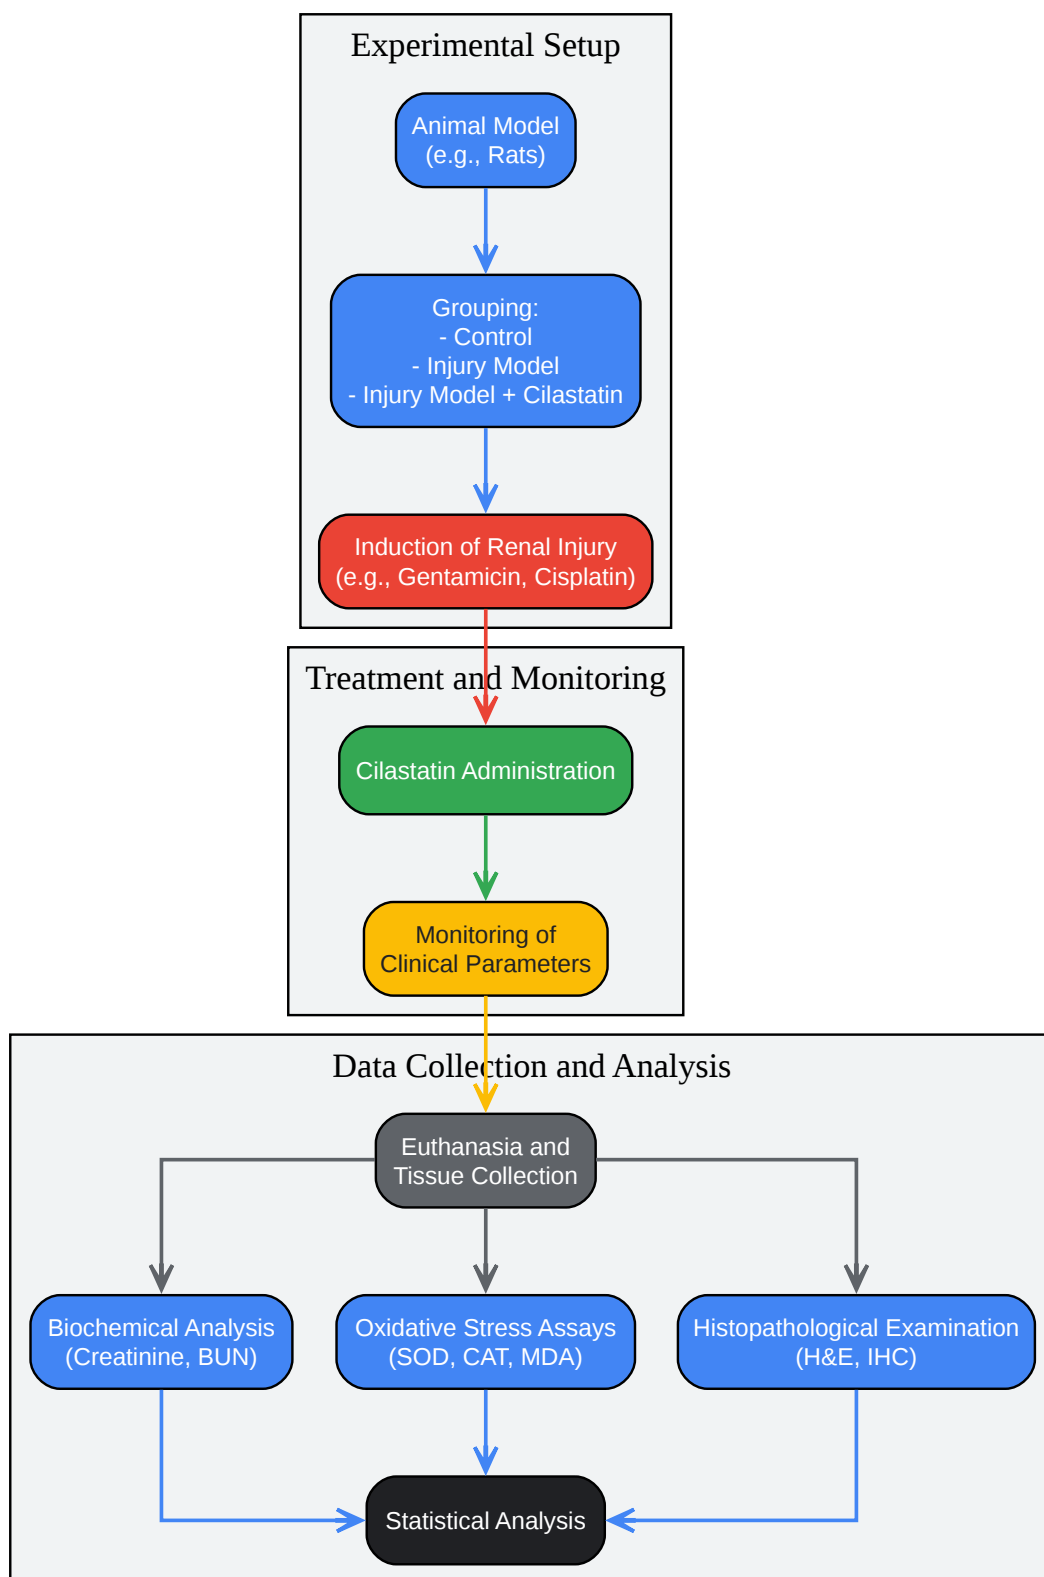 Experimental Setup
Animal Model
(e.g., Rats)
Grouping:
- Control
- Injury Model
- Injury Model + Cilastatin
Induction of Renal Injury
(e.g., Gentamicin, Cisplatin)
Treatment and Monitoring
Cilastatin Administration
Monitoring of
Clinical Parameters
Data Collection and Analysis
Euthanasia and
Tissue Collection
Biochemical Analysis
(Creatinine, BUN)
Oxidative Stress Assays
(SOD, CAT, MDA)
Histopathological Examination
(H&E, IHC)
Statistical Analysis